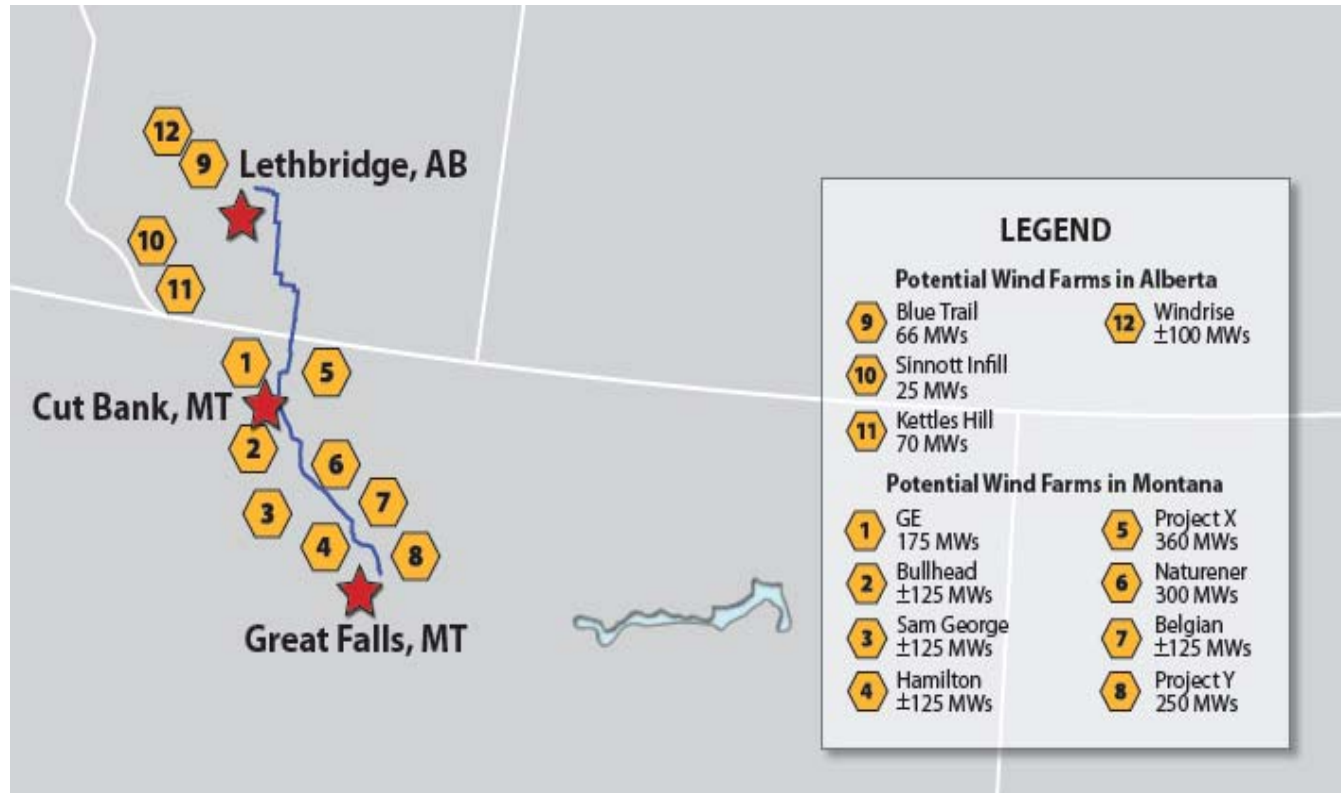 12
9
Lethbridge, AB
10
11
1
5
Cut Bank, MT
2
6
3
7
4
8
Great Falls, MT
LEGEND
Potential Wind Farms in Alberta
9 Blue Trail
66 MWs
12 Windrise
±100 MWs
10 Sinnott Infill
25 MWs
11 Kettles Hill
70 MWs
Potential Wind Farms in Montana
1 GE
175 MWs
5 Project X
360 MWs
2 Bullhead
±125 MWs
6 Naturener
300 MWs
3 Sam George
±125 MWs
7 Belgian
±125 MWs
4 Hamilton
±125 MWs
8 Project Y
250 MWs